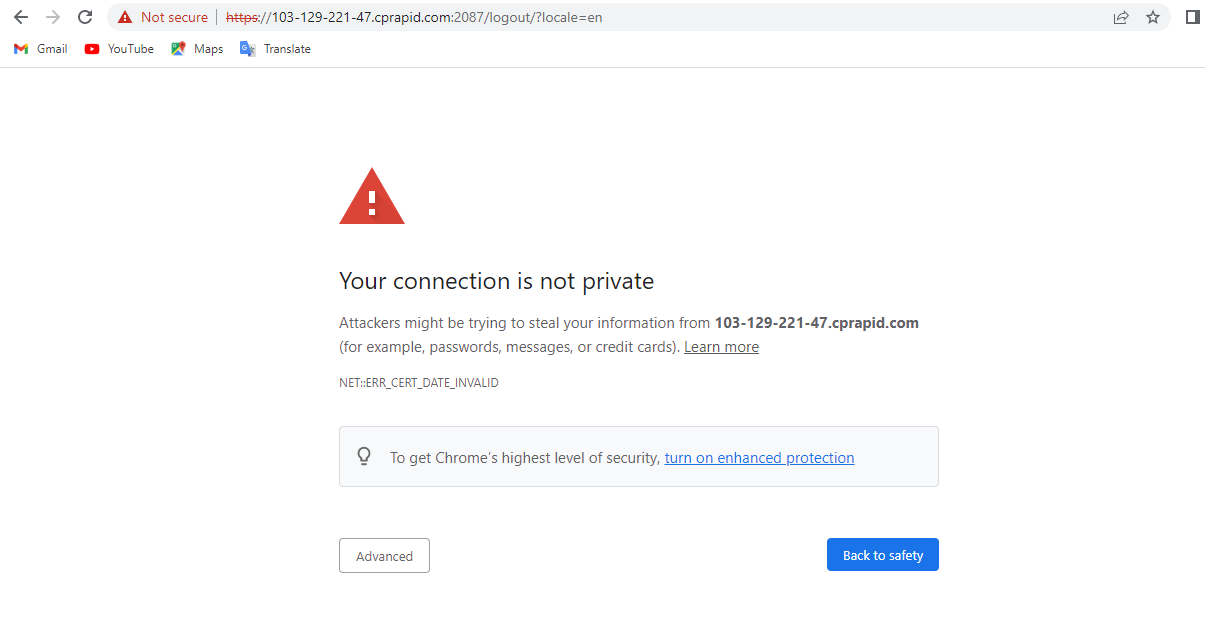 Not secure | https://103-129-221-47.cprapid.com:2087/logout/?locale=en
Gmail YouTube Maps Translate
Your connection is not private
Attackers might be trying to steal your information from 103-129-221-47.cprapid.com
(for example, passwords, messages, or credit cards). Learn more
NET::ERR_CERT_DATE_INVALID
To get Chrome's highest level of security, turn on enhanced protection
Advanced Back to safety